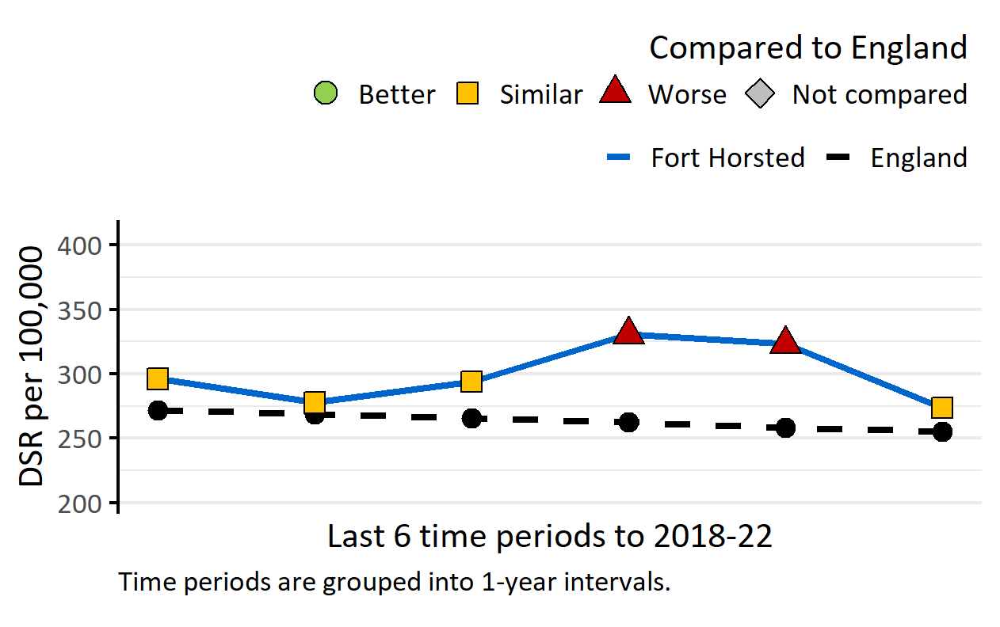 Compared to England
Better Similar Worse Not compared
Fort Horsted England
DSR per 100,000
400
350
300
250
200
Last 6 time periods to 2018-22
Time periods are grouped into 1-year intervals.